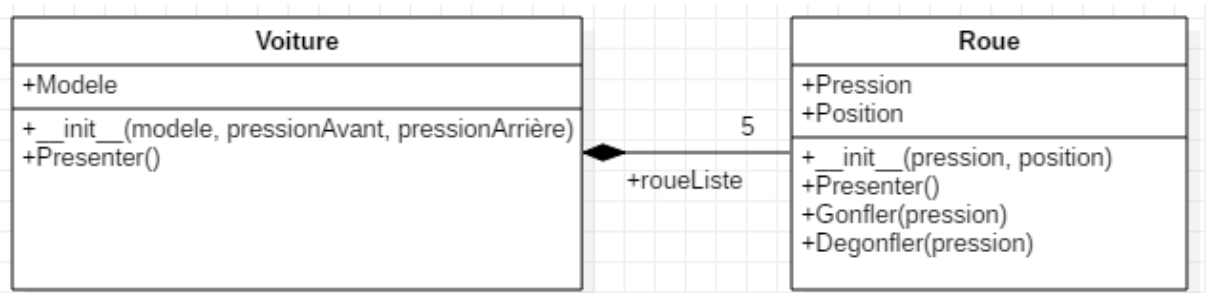 Voiture
+Modele
+__init__(modele, pressionAvant, pressionArrière)
+Presenter()
5
+roueListe
Roue
+Pression
+Position
+__init__(pression, position)
+Presenter()
+Gonfler(pression)
+Degonfler(pression)